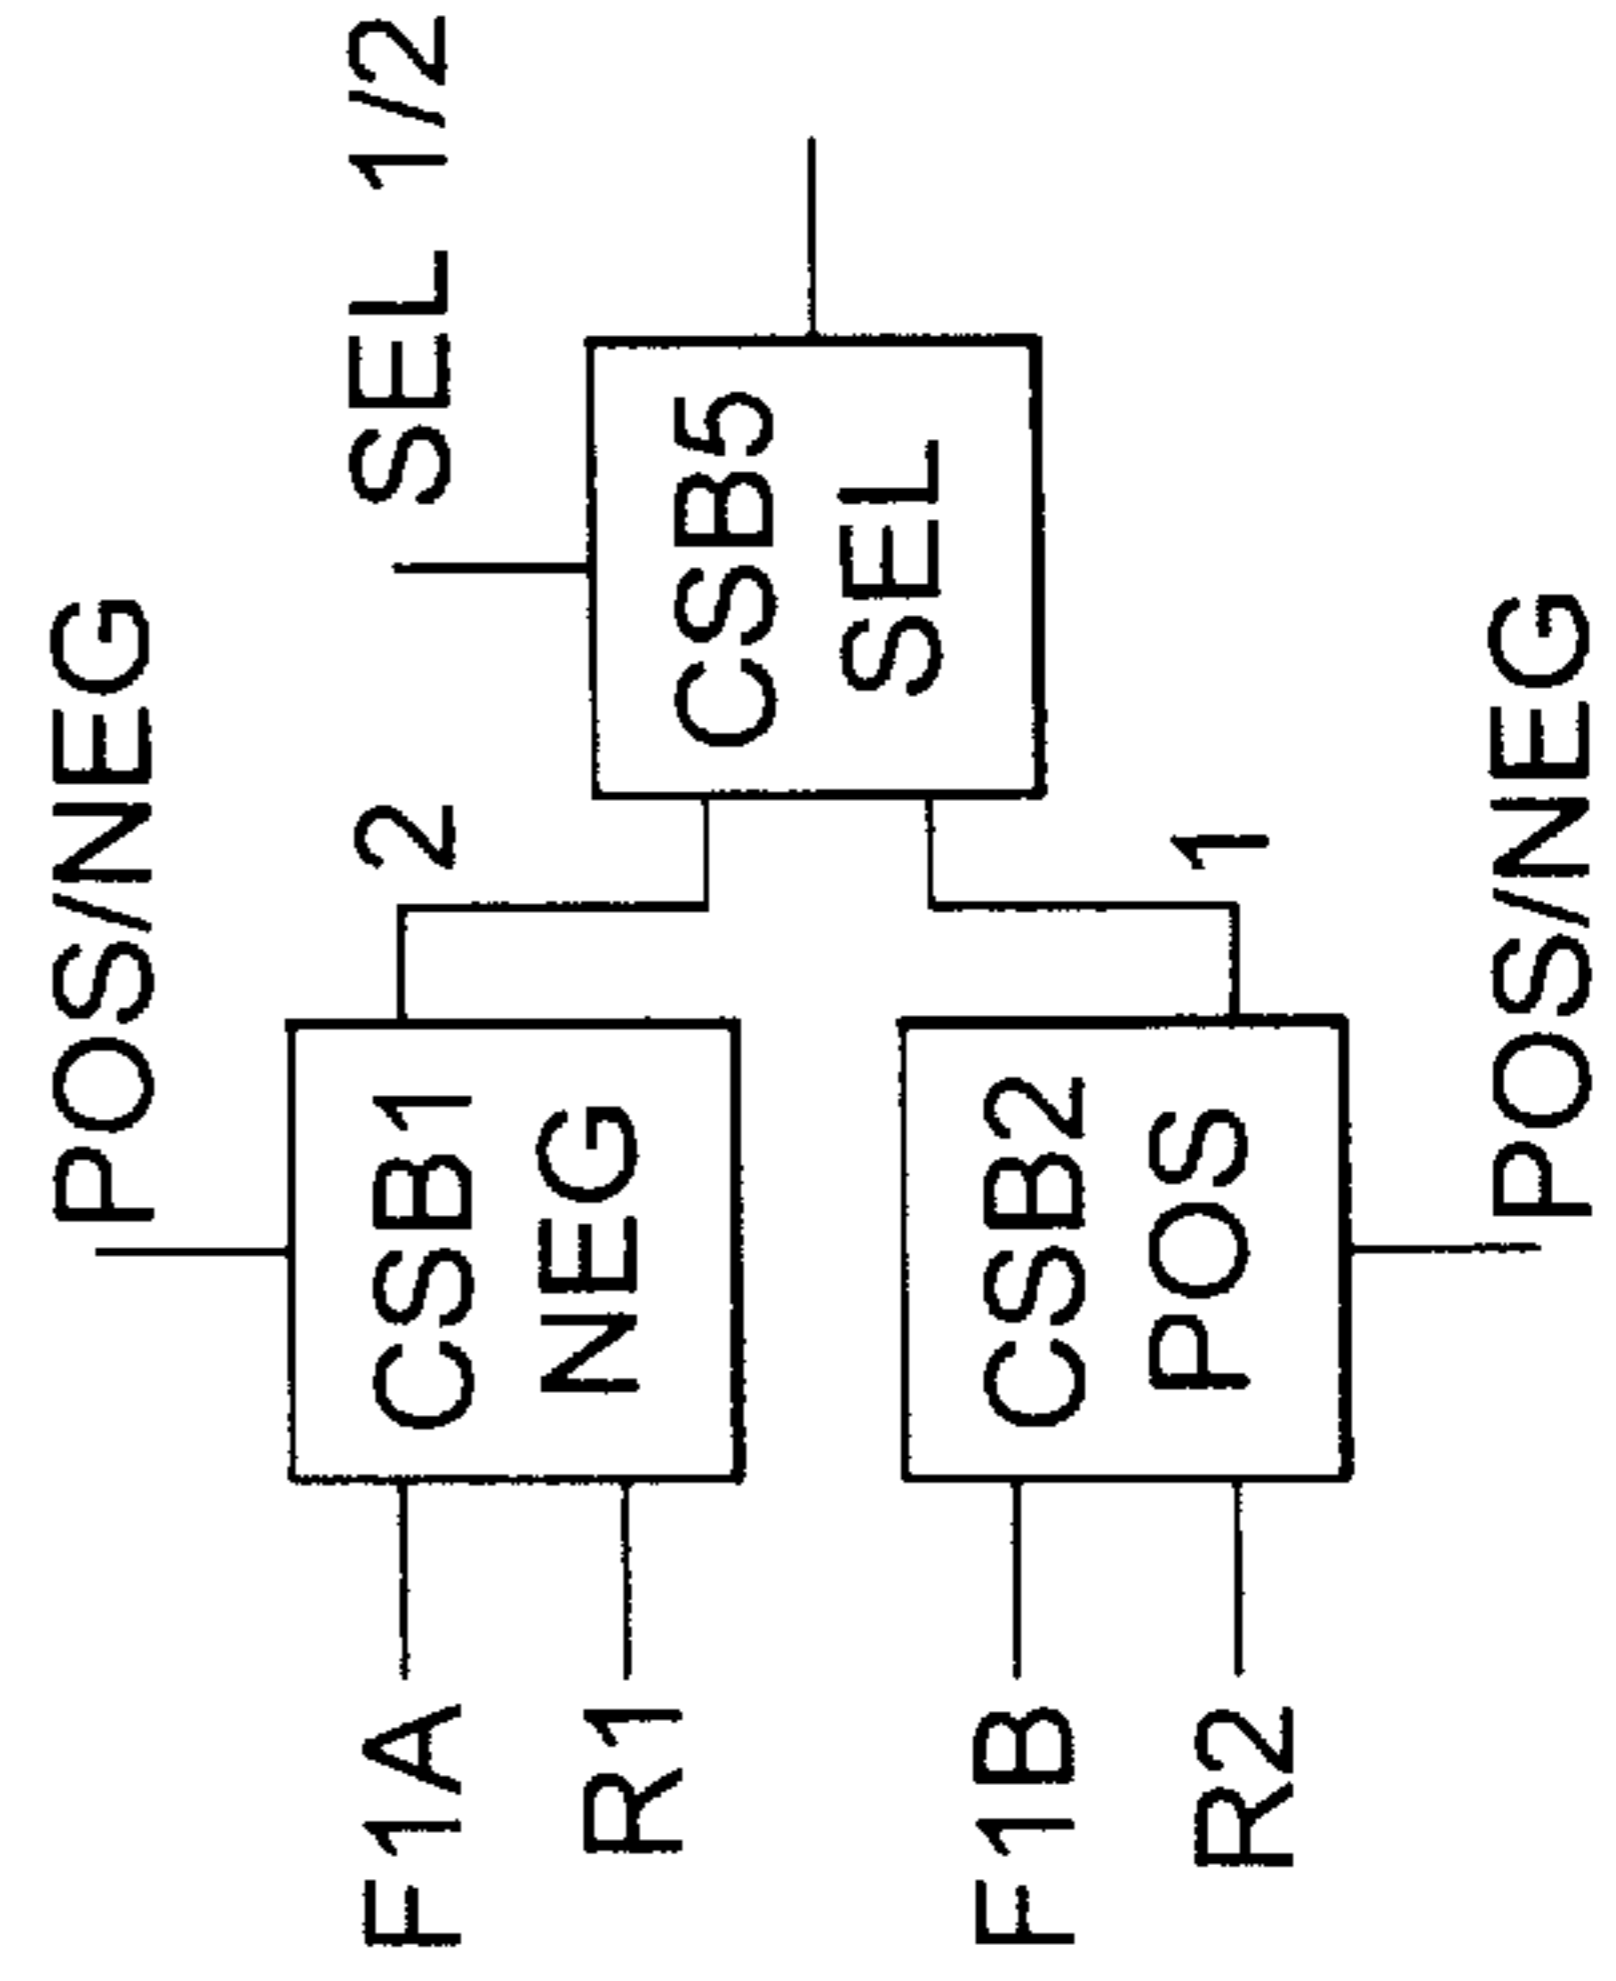 POS/NEG
SEL 1/2
F1A
R1
CSB1
NEG
2
CSB5
SEL
F1B
R2
CSB2
POS
1
POS/NEG